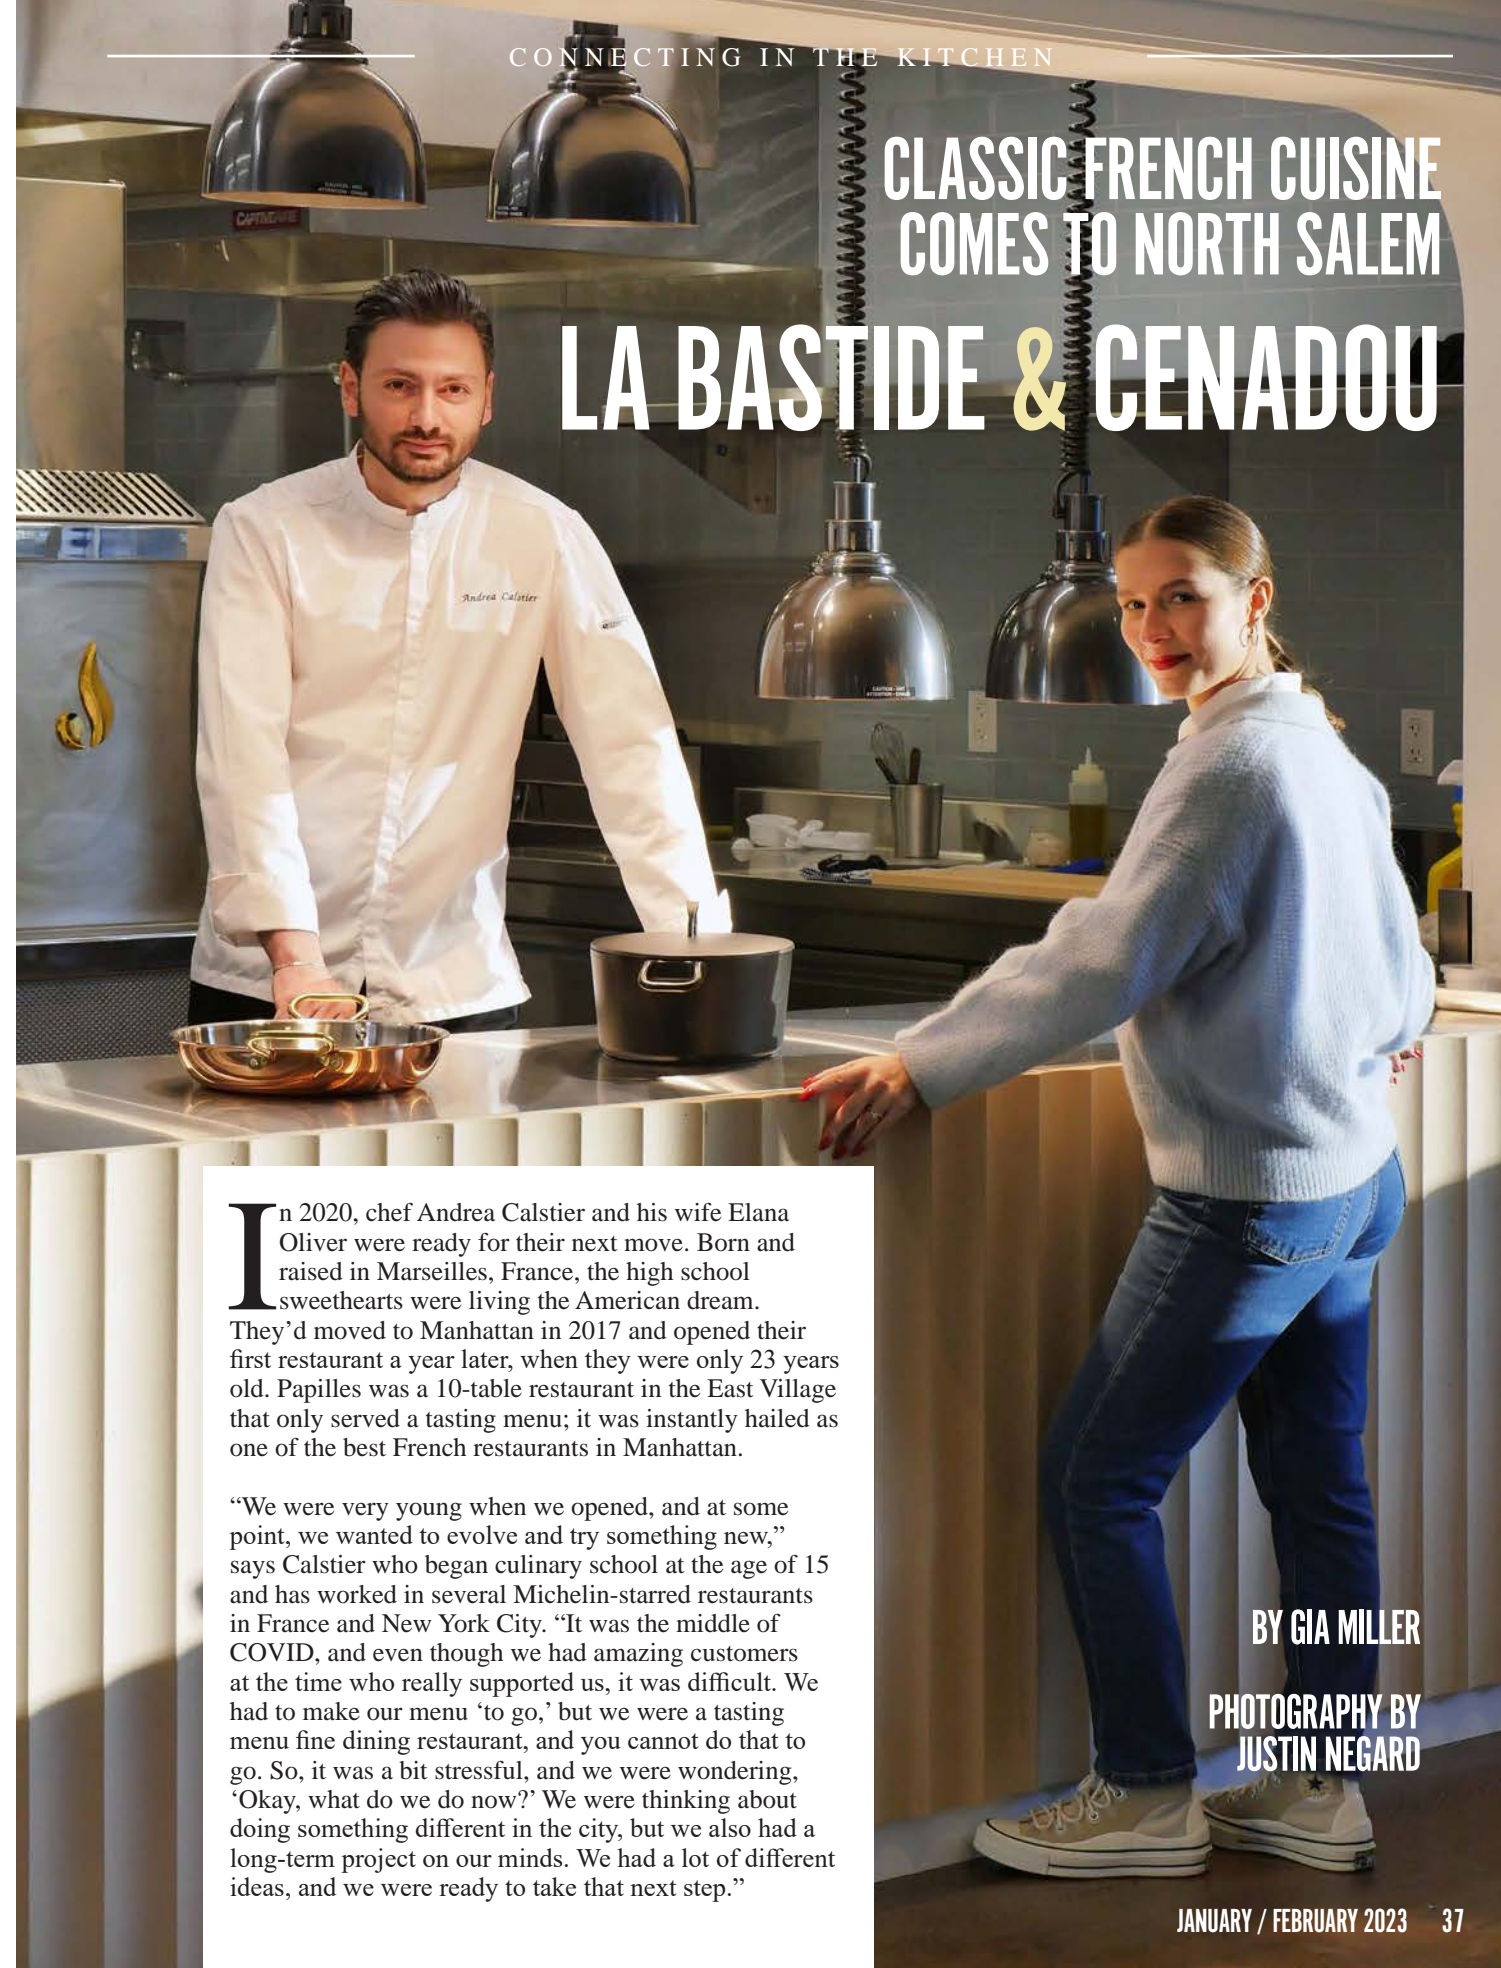 CONNECTING IN THE KITCHEN
CLASSIC FRENCH CUISINE
COMES TO NORTH SALEM
LA BASTIDE & CENADOU
CAPTIVEAIRE
Andrea Calstier
In 2020, chef Andrea Calstier and his wife Elana
Oliver were ready for their next move. Born and
raised in Marseilles, France, the high school
sweethearts were living the American dream.
They’d moved to Manhattan in 2017 and opened their
first restaurant a year later, when they were only 23 years
old. Papilles was a 10-table restaurant in the East Village
that only served a tasting menu; it was instantly hailed as
one of the best French restaurants in Manhattan.
“We were very young when we opened, and at some
point, we wanted to evolve and try something new,”
says Calstier who began culinary school at the age of 15
and has worked in several Michelin-starred restaurants
in France and New York City. “It was the middle of
COVID, and even though we had amazing customers
at the time who really supported us, it was difficult. We
had to make our menu ‘to go,’ but we were a tasting
menu fine dining restaurant, and you cannot do that to
go. So, it was a bit stressful, and we were wondering,
‘Okay, what do we do now?’ We were thinking about
doing something different in the city, but we also had a
long-term project on our minds. We had a lot of different
ideas, and we were ready to take that next step.”
BY GIA MILLER
PHOTOGRAPHY BY
JUSTIN NEGARD
JANUARY / FEBRUARY 2023 37